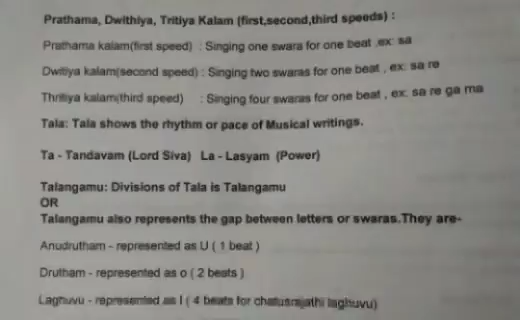 Prathama, Dwithiya, Tritiya Kalam (first,second,third speeds) :
Prathama kalam(first speed) : Singing one swara for one beat ,ex: sa
Dwitiya kalam(second speed) : Singing two swaras for one beat , ex: sa re
Thritiya kalam(third speed) : Singing four swaras for one beat , ex: sa re ga ma
Tala: Tala shows the rhythm or pace of Musical writings.
Ta - Tandavam (Lord Siva) La - Lasyam (Power)
Talangamu: Divisions of Tala is Talangamu
OR
Talangamu also represents the gap between letters or swaras.They are-
Anudrutham - represented as U ( 1 beat )
Drutham - represented as o ( 2 beats )
Laghuvu - represented as I ( 4 beats for chatusrajathi laghuvu)